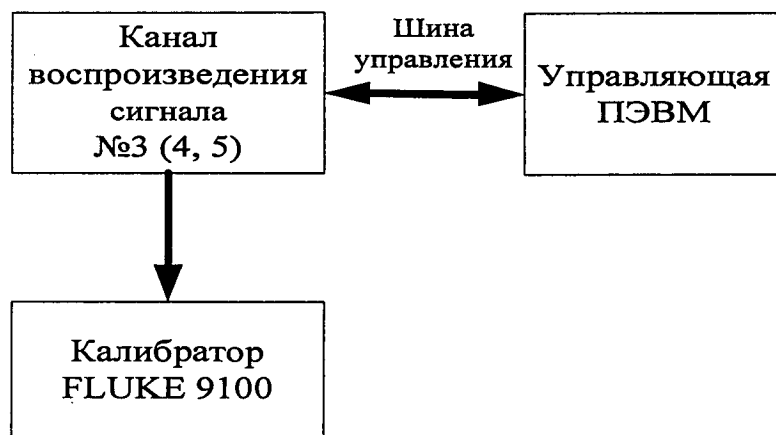 Канал
воспроизведения
сигнала
№3 (4, 5)
Шина
управления
Управляющая
ПЭВМ
Калибратор
FLUKE 9100